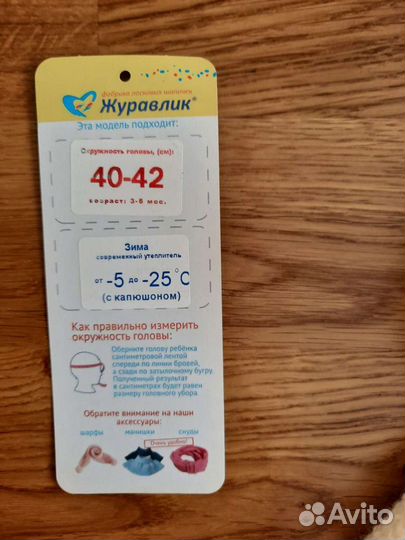 фабрика ласковых шапочек
Журавлик®
Эта модель подходит:
Окружность головы, (см):
40-42
возраст: 3-6 мес.
Зима
современный утеплитель
от -5 до -25 °C
(с капюшоном)
Как правильно измерить
окружность головы:
Оберните голову ребёнка
сантиметровой лентой
спереди по линии бровей,
а сзади по затылочному бугру.
Полученный результат
в сантиметрах будет равен
размеру головного убора.
Обратите внимание на наши
аксессуары:
шарфы манишки снуды
Очень удобно!
Avito